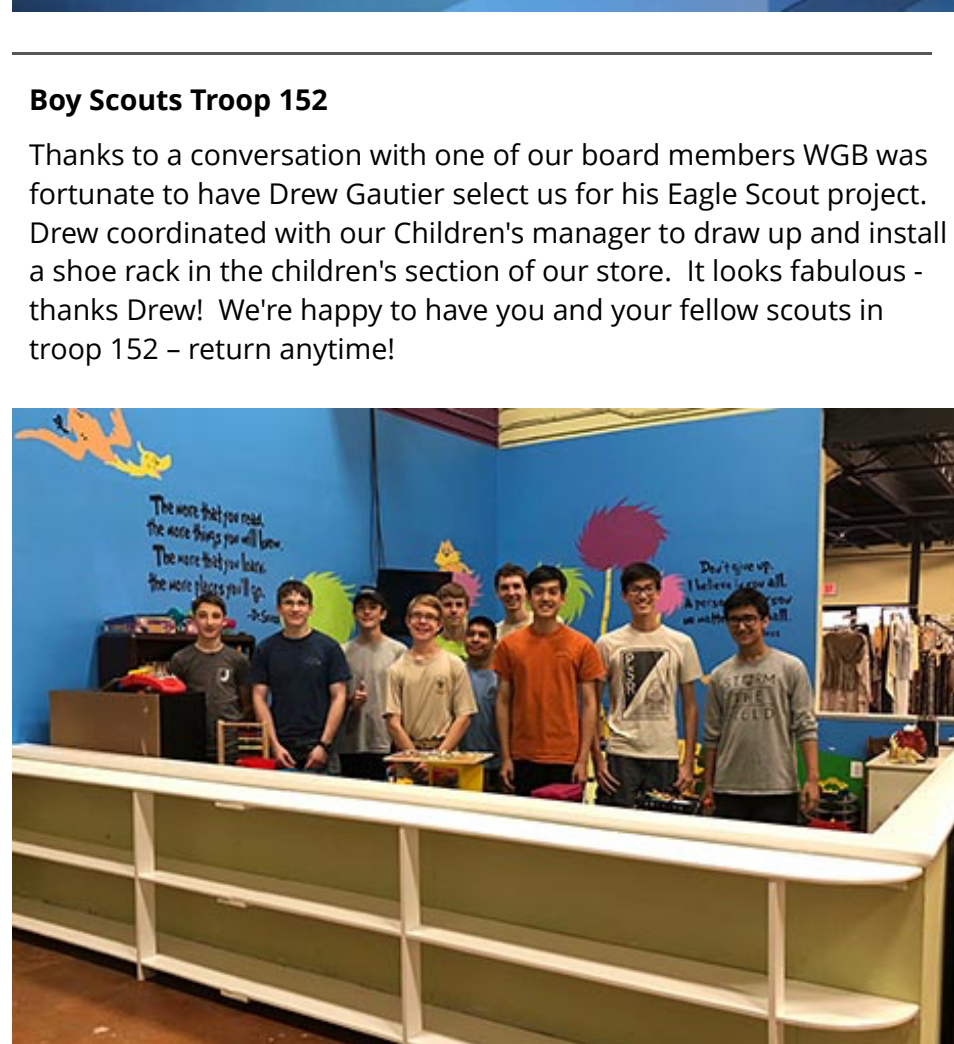 Boy Scouts Troop 152
Thanks to a conversation with one of our board members WGB was
fortunate to have Drew Gautier select us for his Eagle Scout project.
Drew coordinated with our Children's manager to draw up and install
a shoe rack in the children's section of our store.  It looks fabulous -
thanks Drew!  We're happy to have you and your fellow scouts in
troop 152 – return anytime!
The more that you read,
the more things you will know.
The more that you learn,
the more places you'll go.
Don't give up.
I believe in you all.
A person's
no matter
STORM
THE